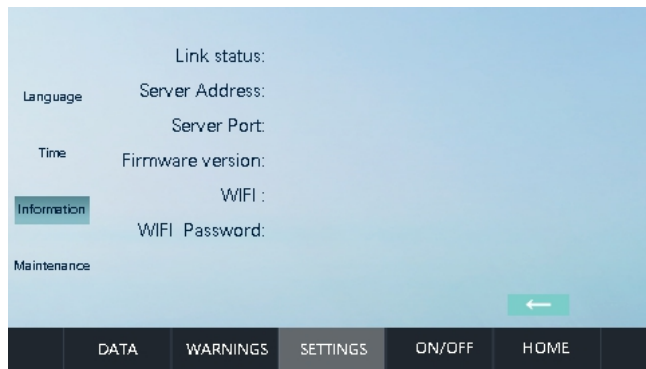 Link status:
Language
Server Address:
Server Port:
Time
Firmware version:
WIFI :
Information
WIFI Password:
Maintenance
←
DATA WARNINGS SETTINGS ON/OFF HOME